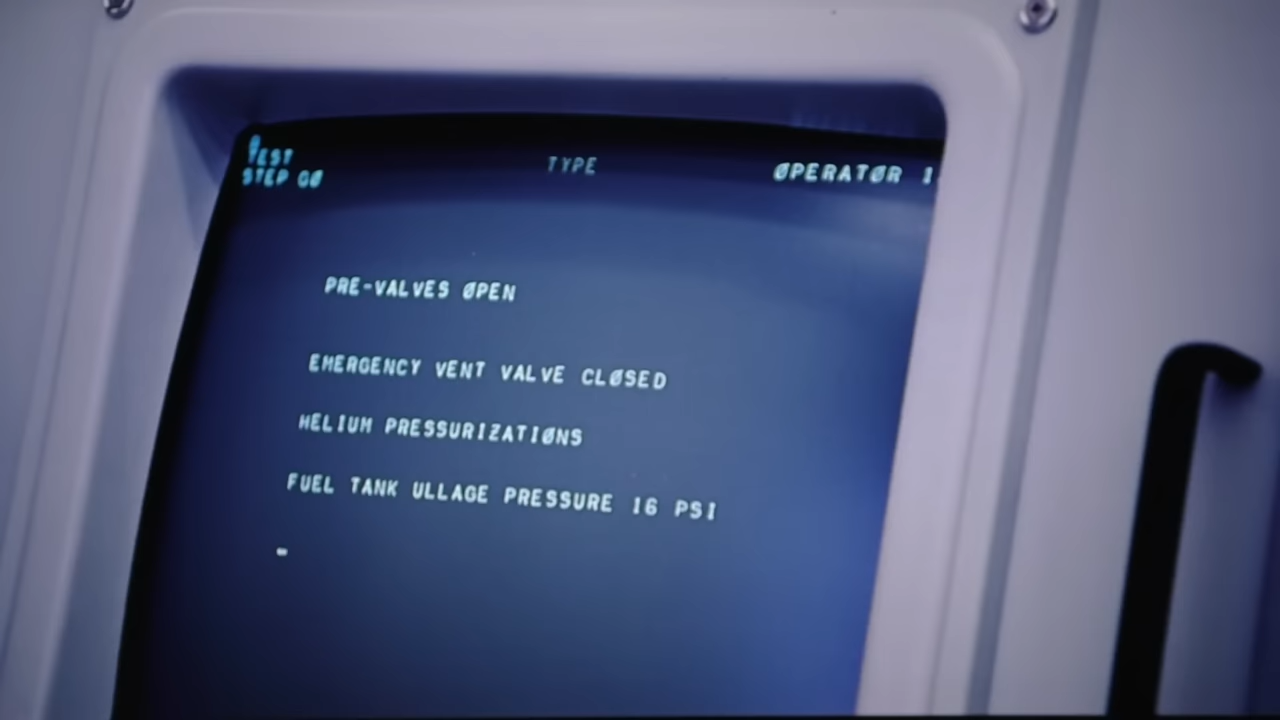 TEST
STEP GØ
TYPE
ØPERATØR 1
PRE-VALVES ØPEN
EMERGENCY VENT VALVE CLØSED
HELIUM PRESSURIZATIØNS
FUEL TANK ULLAGE PRESSURE 16 PSI